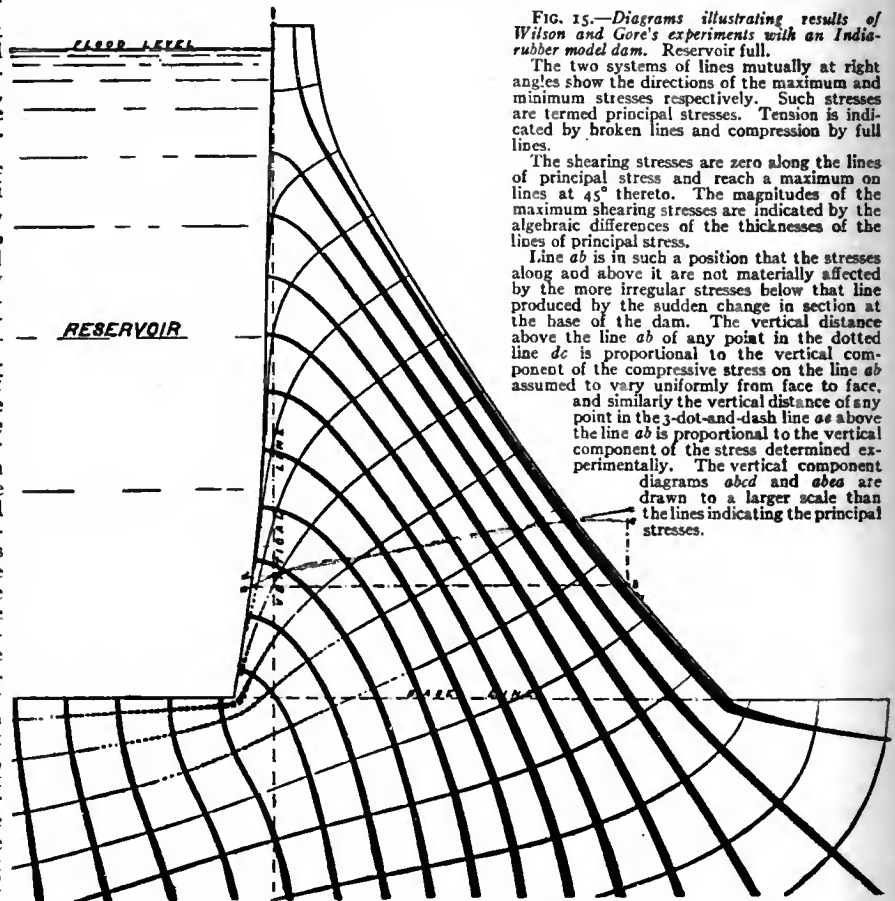 FLOOD LEVEL
FIG. 15.—Diagrams illustrating results of
Wilson and Gore's experiments with an India-
rubber model dam. Reservoir full.
The two systems of lines mutually at right
angles show the directions of the maximum and
minimum stresses respectively. Such stresses
are termed principal stresses. Tension is indi-
cated by broken lines and compression by full
lines.
The shearing stresses are zero along the lines
of principal stress and reach a maximum on
lines at 45° thereto. The magnitudes of the
maximum shearing stresses are indicated by the
algebraic differences of the thicknesses of the
lines of principal stress.
Line ab is in such a position that the stresses
along and above it are not materially affected
by the more irregular stresses below that line
produced by the sudden change in section at
the base of the dam. The vertical distance
above the line ab of any point in the dotted
line dc is proportional to the vertical com-
ponent of the compressive stress on the line ab
assumed to vary uniformly from face to face,
and similarly the vertical distance of any
point in the 3-dot-and-dash line ae above
the line ab is proportional to the vertical
component of the stress determined ex-
perimentally. The vertical component
diagrams abcd and abea are
drawn to a larger scale than
the lines indicating the principal
stresses.
RESERVOIR
LINE
BASE LINE